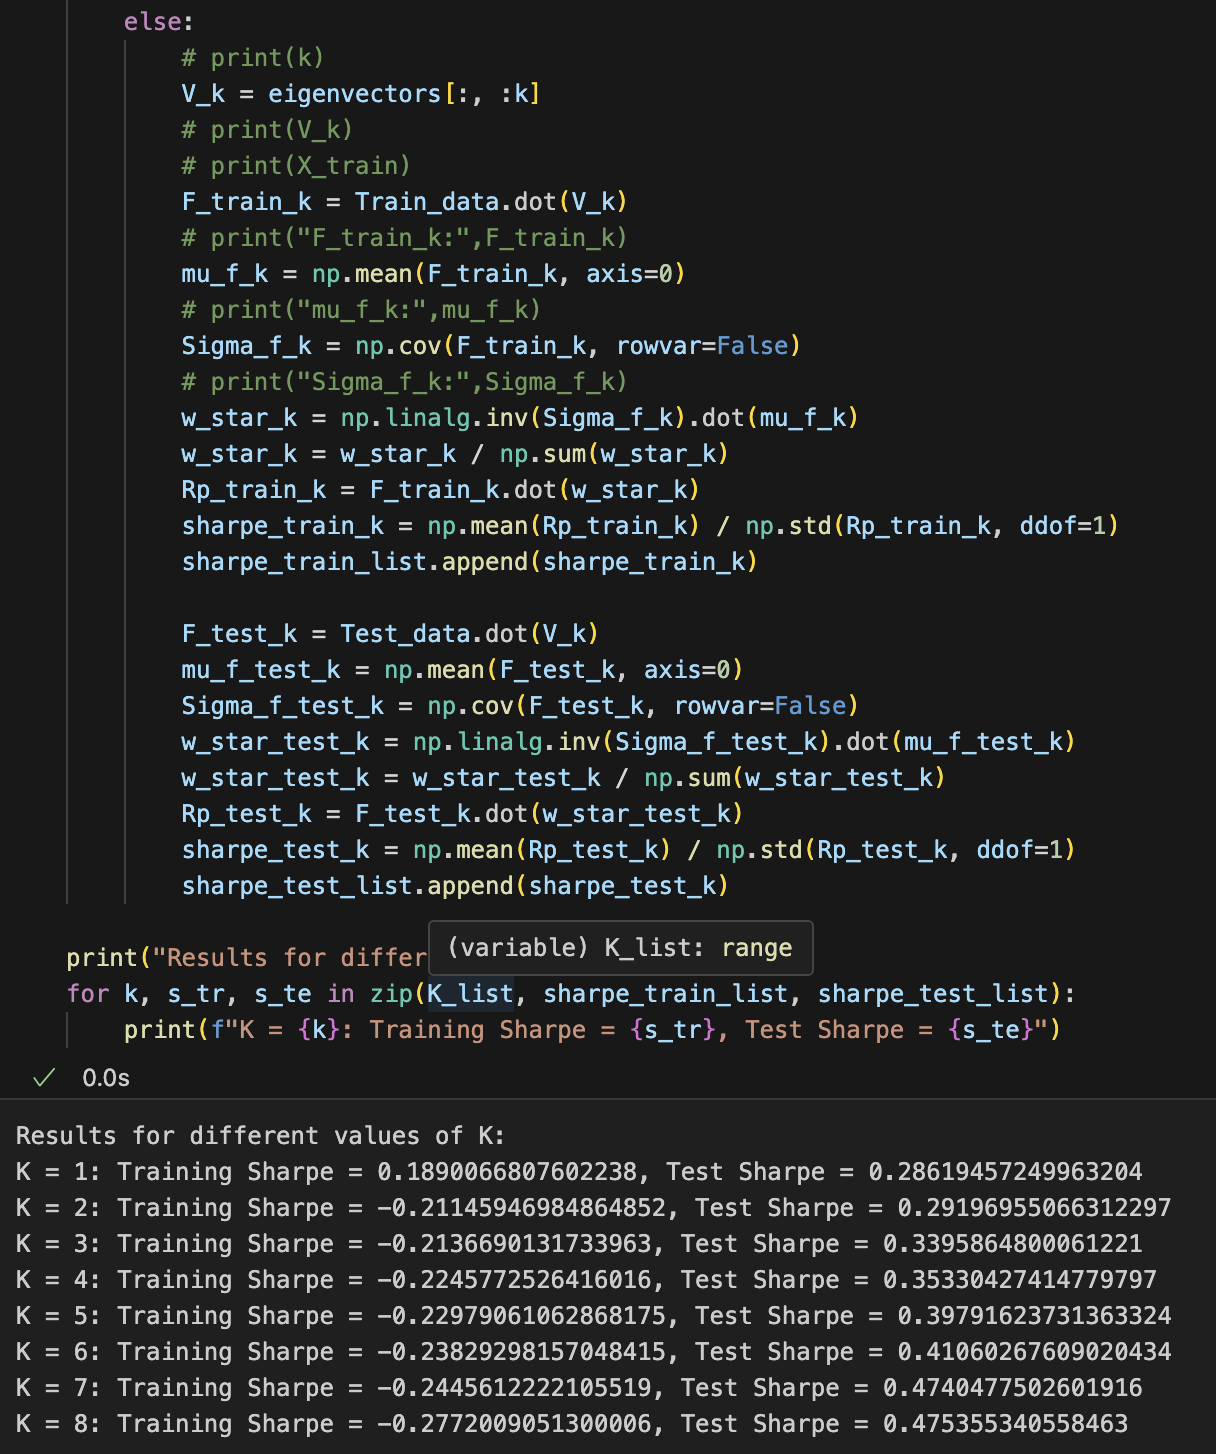 else:
# print(k)
V_k = eigenvectors[:, :k]
# print(V_k)
# print(X_train)
F_train_k = Train_data.dot(V_k)
# print("F_train_k:",F_train_k)
mu_f_k = np.mean(F_train_k, axis=0)
# print("mu_f_k:",mu_f_k)
Sigma_f_k = np.cov(F_train_k, rowvar=False)
# print("Sigma_f_k:",Sigma_f_k)
w_star_k = np.linalg.inv(Sigma_f_k).dot(mu_f_k)
w_star_k = w_star_k / np.sum(w_star_k)
Rp_train_k = F_train_k.dot(w_star_k)
sharpe_train_k = np.mean(Rp_train_k) / np.std(Rp_train_k, ddof=1)
sharpe_train_list.append(sharpe_train_k)
F_test_k = Test_data.dot(V_k)
mu_f_test_k = np.mean(F_test_k, axis=0)
Sigma_f_test_k = np.cov(F_test_k, rowvar=False)
w_star_test_k = np.linalg.inv(Sigma_f_test_k).dot(mu_f_test_k)
w_star_test_k = w_star_test_k / np.sum(w_star_test_k)
Rp_test_k = F_test_k.dot(w_star_test_k)
sharpe_test_k = np.mean(Rp_test_k) / np.std(Rp_test_k, ddof=1)
sharpe_test_list.append(sharpe_test_k)
(variable) K_list: range
print("Results for differ
for k, s_tr, s_te in zip(K_list, sharpe_train_list, sharpe_test_list):
print(f"K = {k}: Training Sharpe = {s_tr}, Test Sharpe = {s_te}")
0.0s
Results for different values of K:
K = 1: Training Sharpe = 0.1890066807602238, Test Sharpe = 0.28619457249963204
K = 2: Training Sharpe = -0.21145946984864852, Test Sharpe = 0.29196955066312297
K = 3: Training Sharpe = -0.2136690131733963, Test Sharpe = 0.3395864800061221
K = 4: Training Sharpe = -0.2245772526416016, Test Sharpe = 0.35330427414779797
K = 5: Training Sharpe = -0.22979061062868175, Test Sharpe = 0.39791623731363324
K = 6: Training Sharpe = -0.23829298157048415, Test Sharpe = 0.41060267609020434
K = 7: Training Sharpe = -0.2445612222105519, Test Sharpe = 0.4740477502601916
K = 8: Training Sharpe = -0.2772009051300006, Test Sharpe = 0.475355340558463